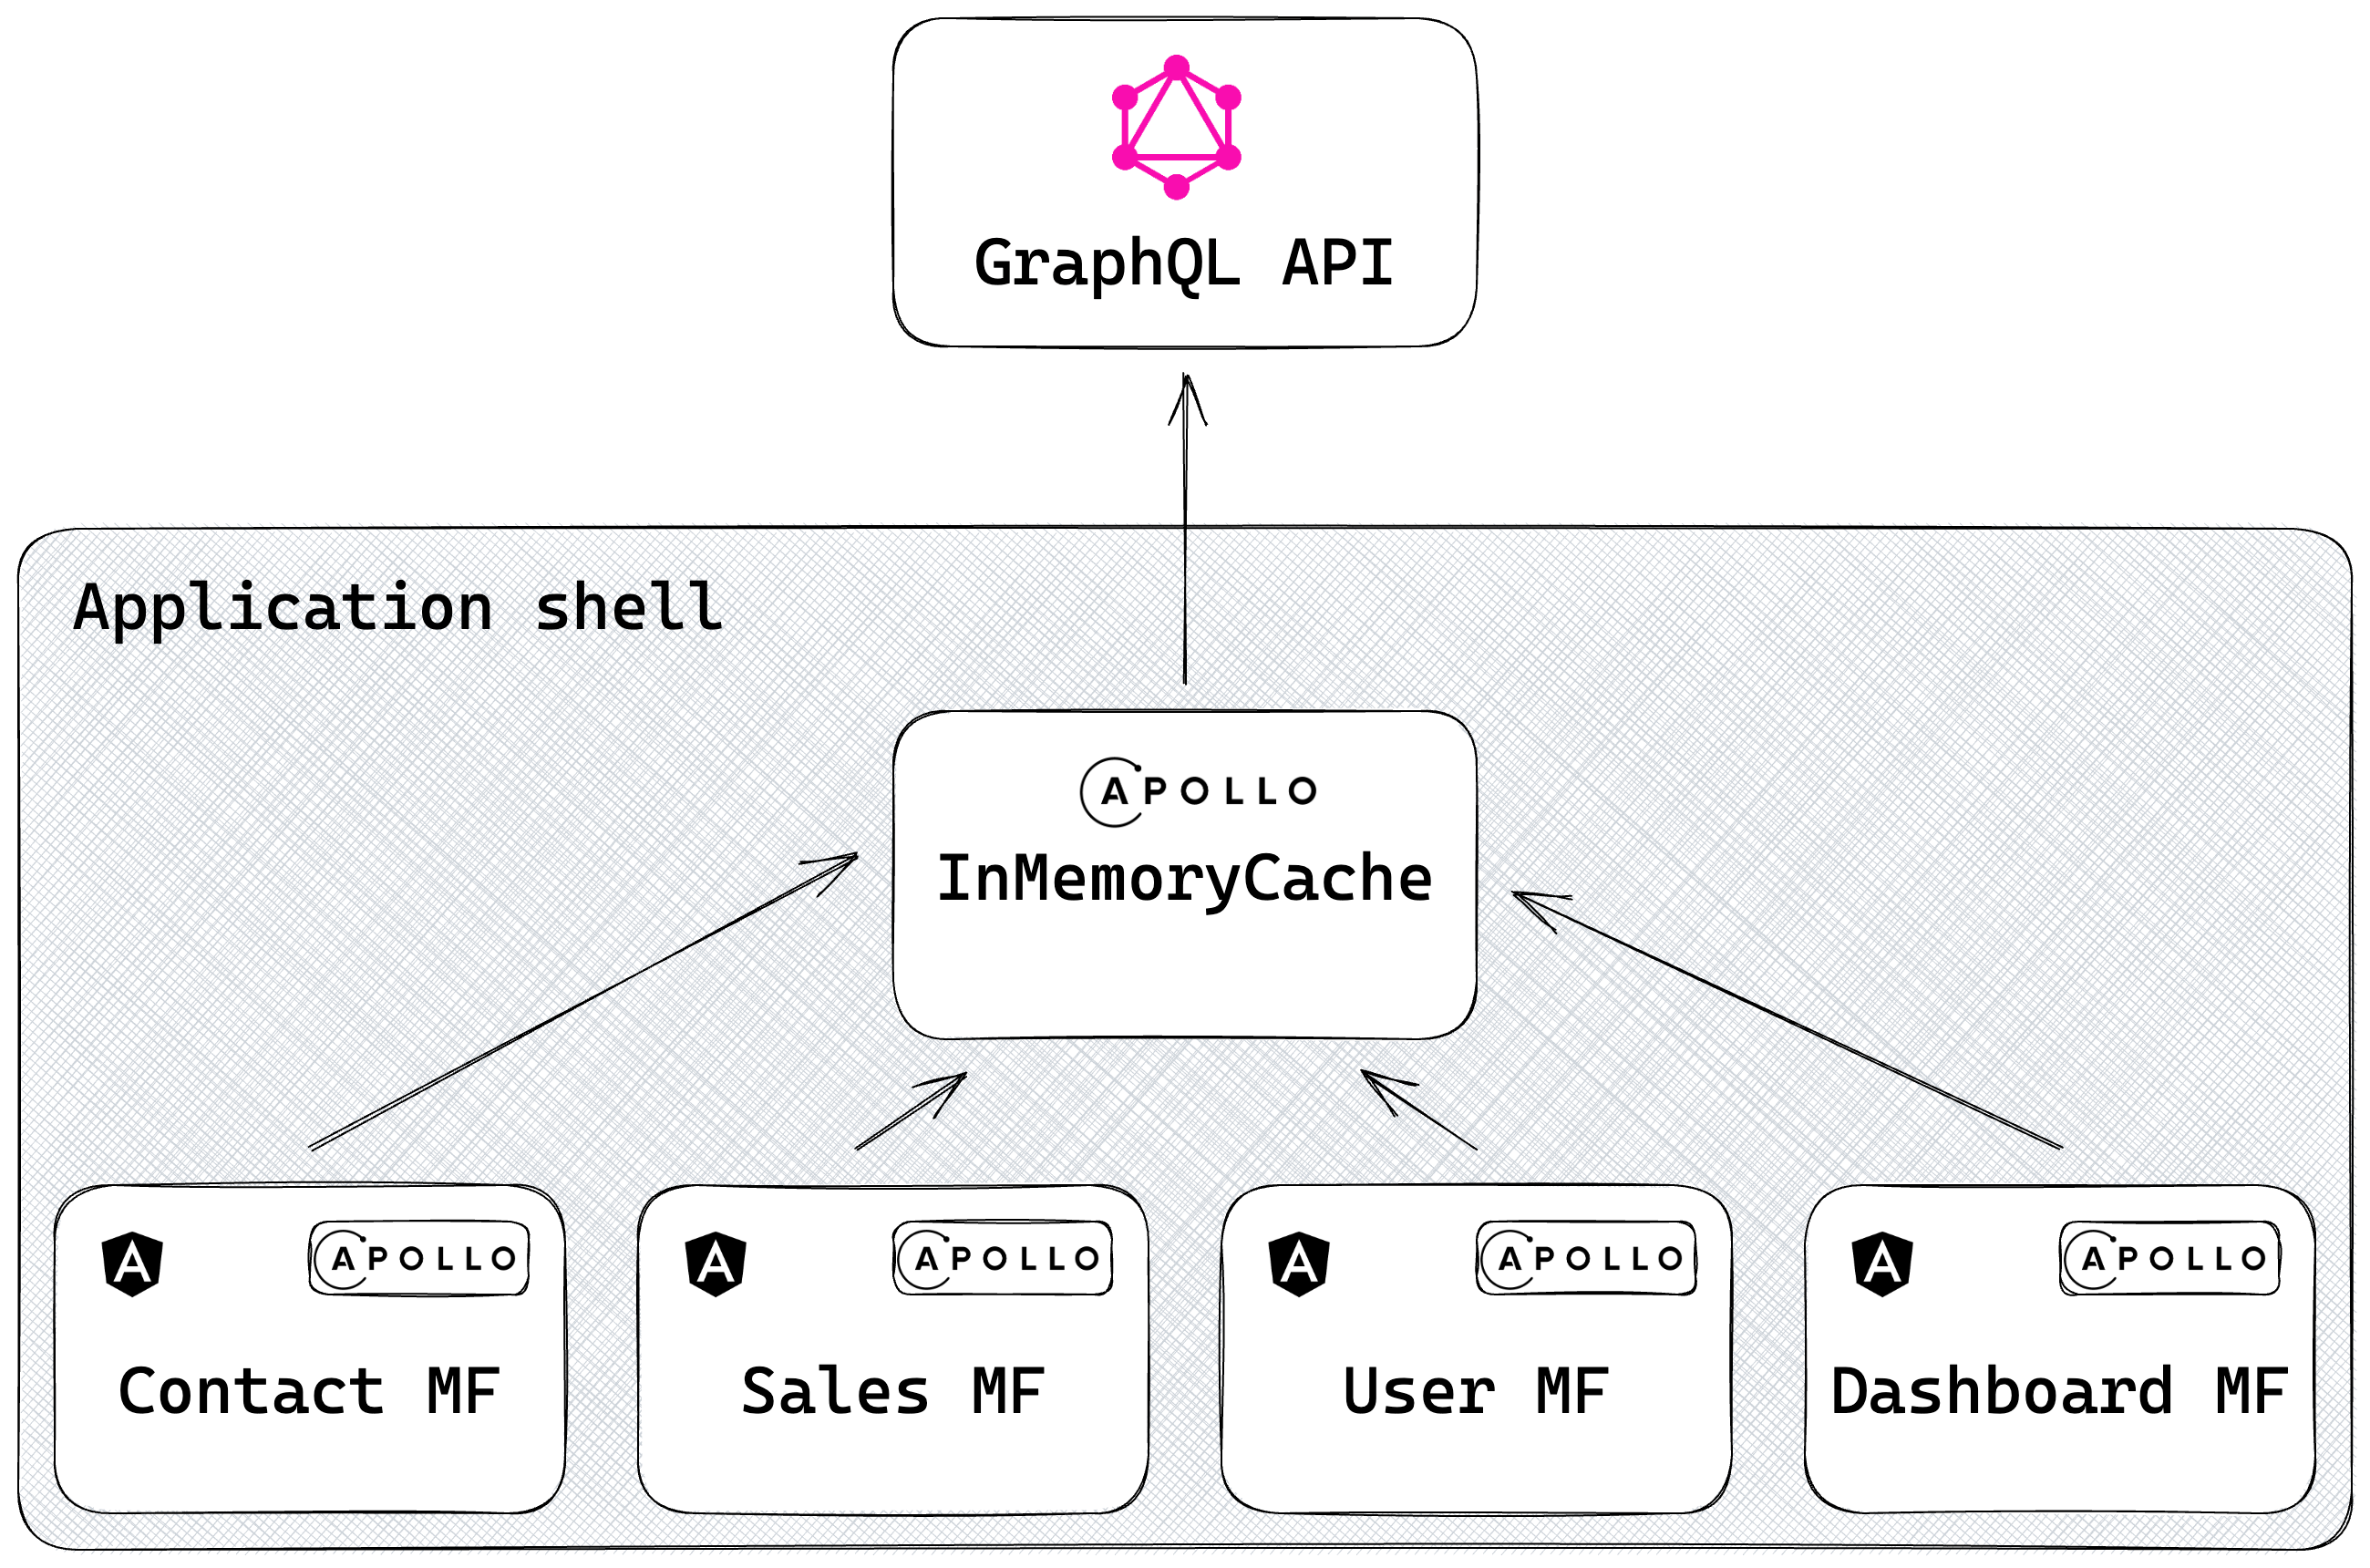 GraphQL API
Application shell
APOLLO
InMemoryCache
A APOLLO
Contact MF
A APOLLO
Sales MF
A APOLLO
User MF
A APOLLO
Dashboard MF